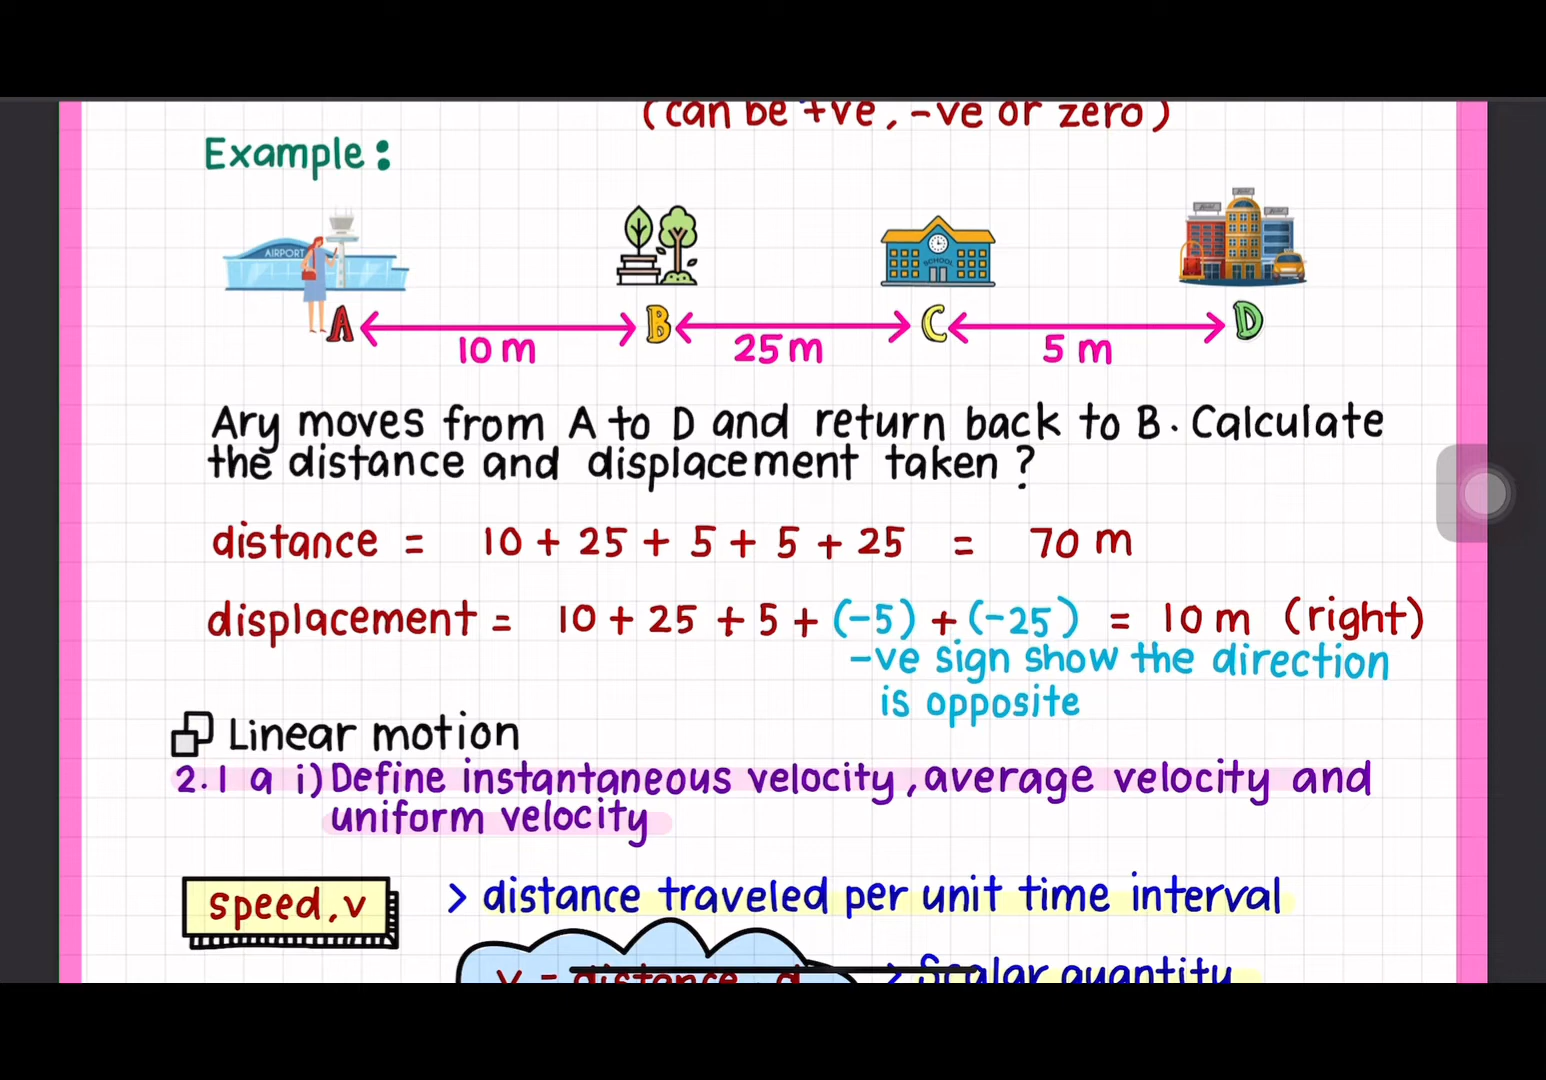 (can be +ve, -ve or zero)
Example:
AIRPORT
SCHOOL
A B C D
10 m 25 m 5 m
Ary moves from A to D and return back to B. Calculate
the distance and displacement taken ?
distance = 10 + 25 + 5 + 5 + 25 = 70 m
displacement = 10 + 25 + 5 + (-5) + (-25) = 10 m (right)
-ve sign show the direction
is opposite
Linear motion
2.1 a i) Define instantaneous velocity, average velocity and
uniform velocity
speed, v > distance traveled per unit time interval
v = distance, d > Scalar quantity